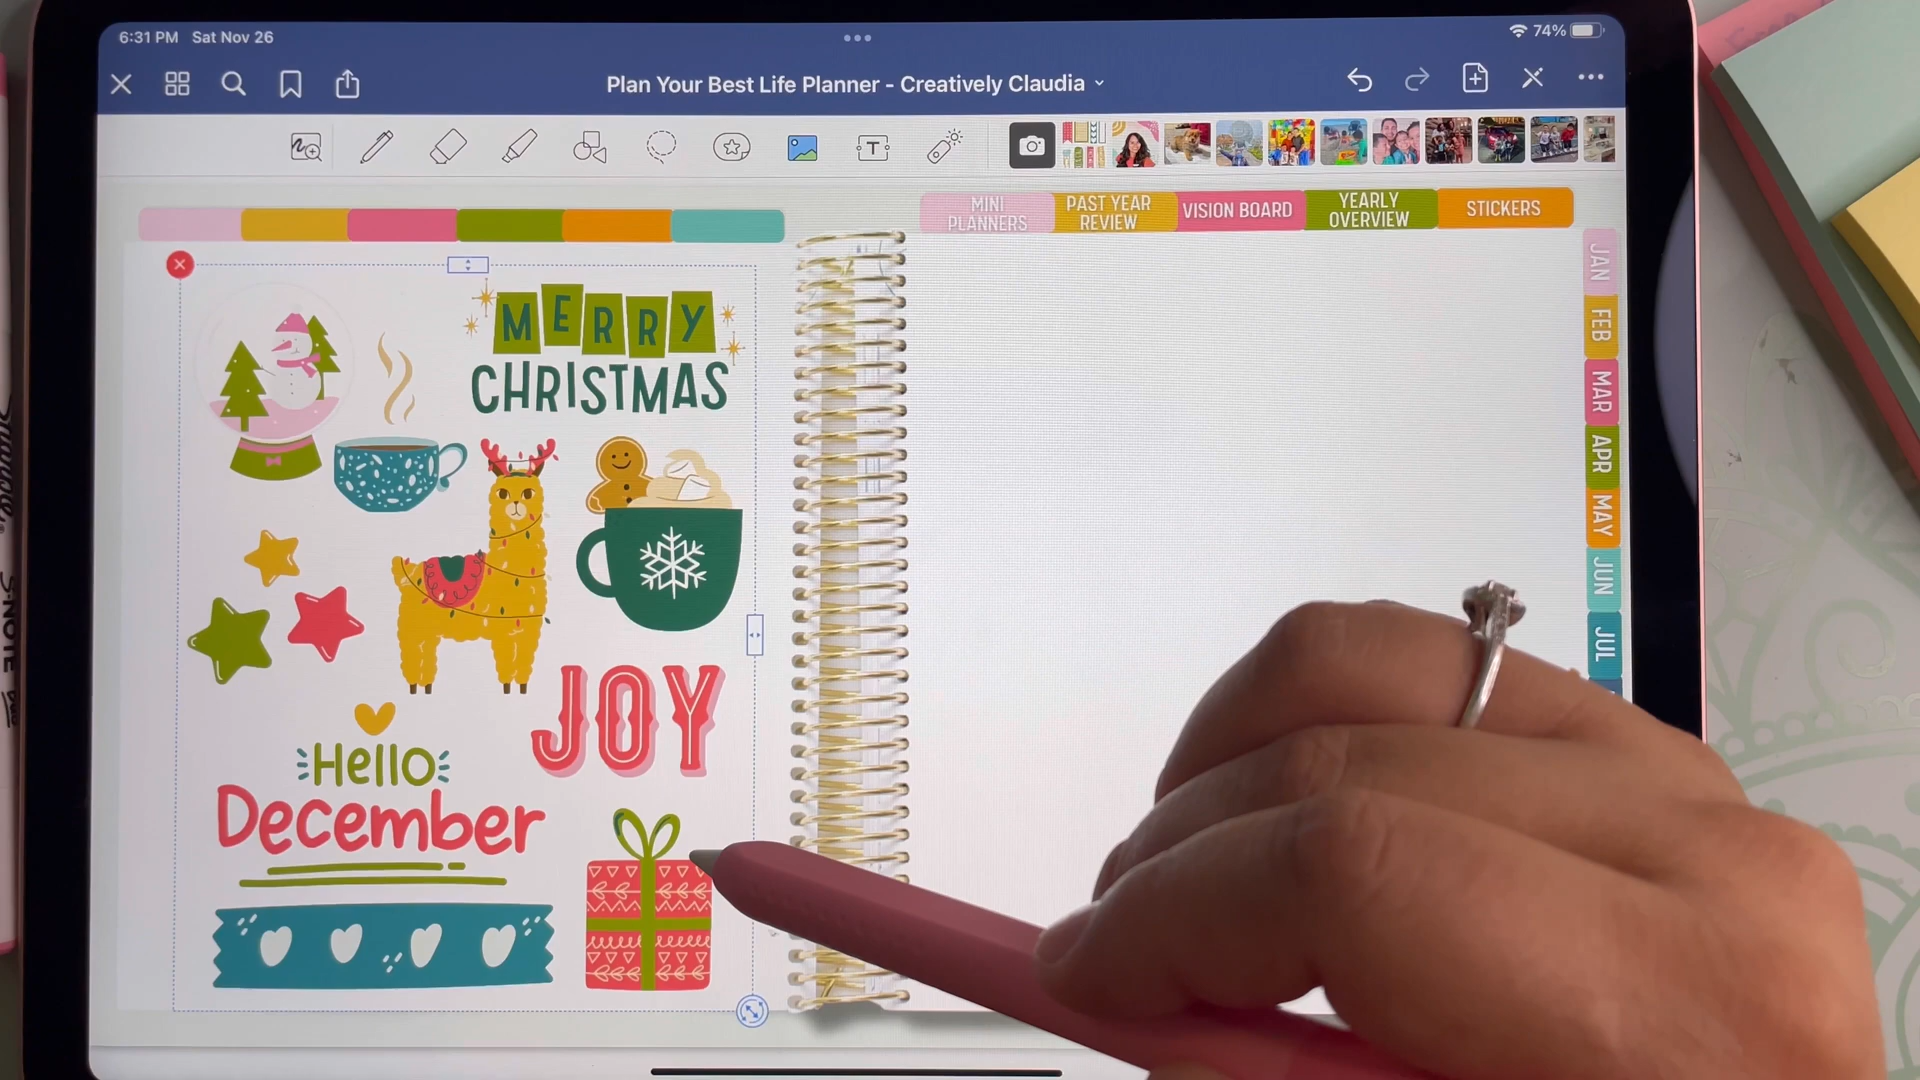 6:31 PM Sat Nov 26
74%
Plan Your Best Life Planner - Creatively Claudia
T
MINI PLANNERS
PAST YEAR REVIEW
VISION BOARD
YEARLY OVERVIEW
STICKERS
JAN
FEB
MAR
APR
MAY
JUN
JUL
MERRY
CHRISTMAS
JOY
Hello
December
S·NOTE